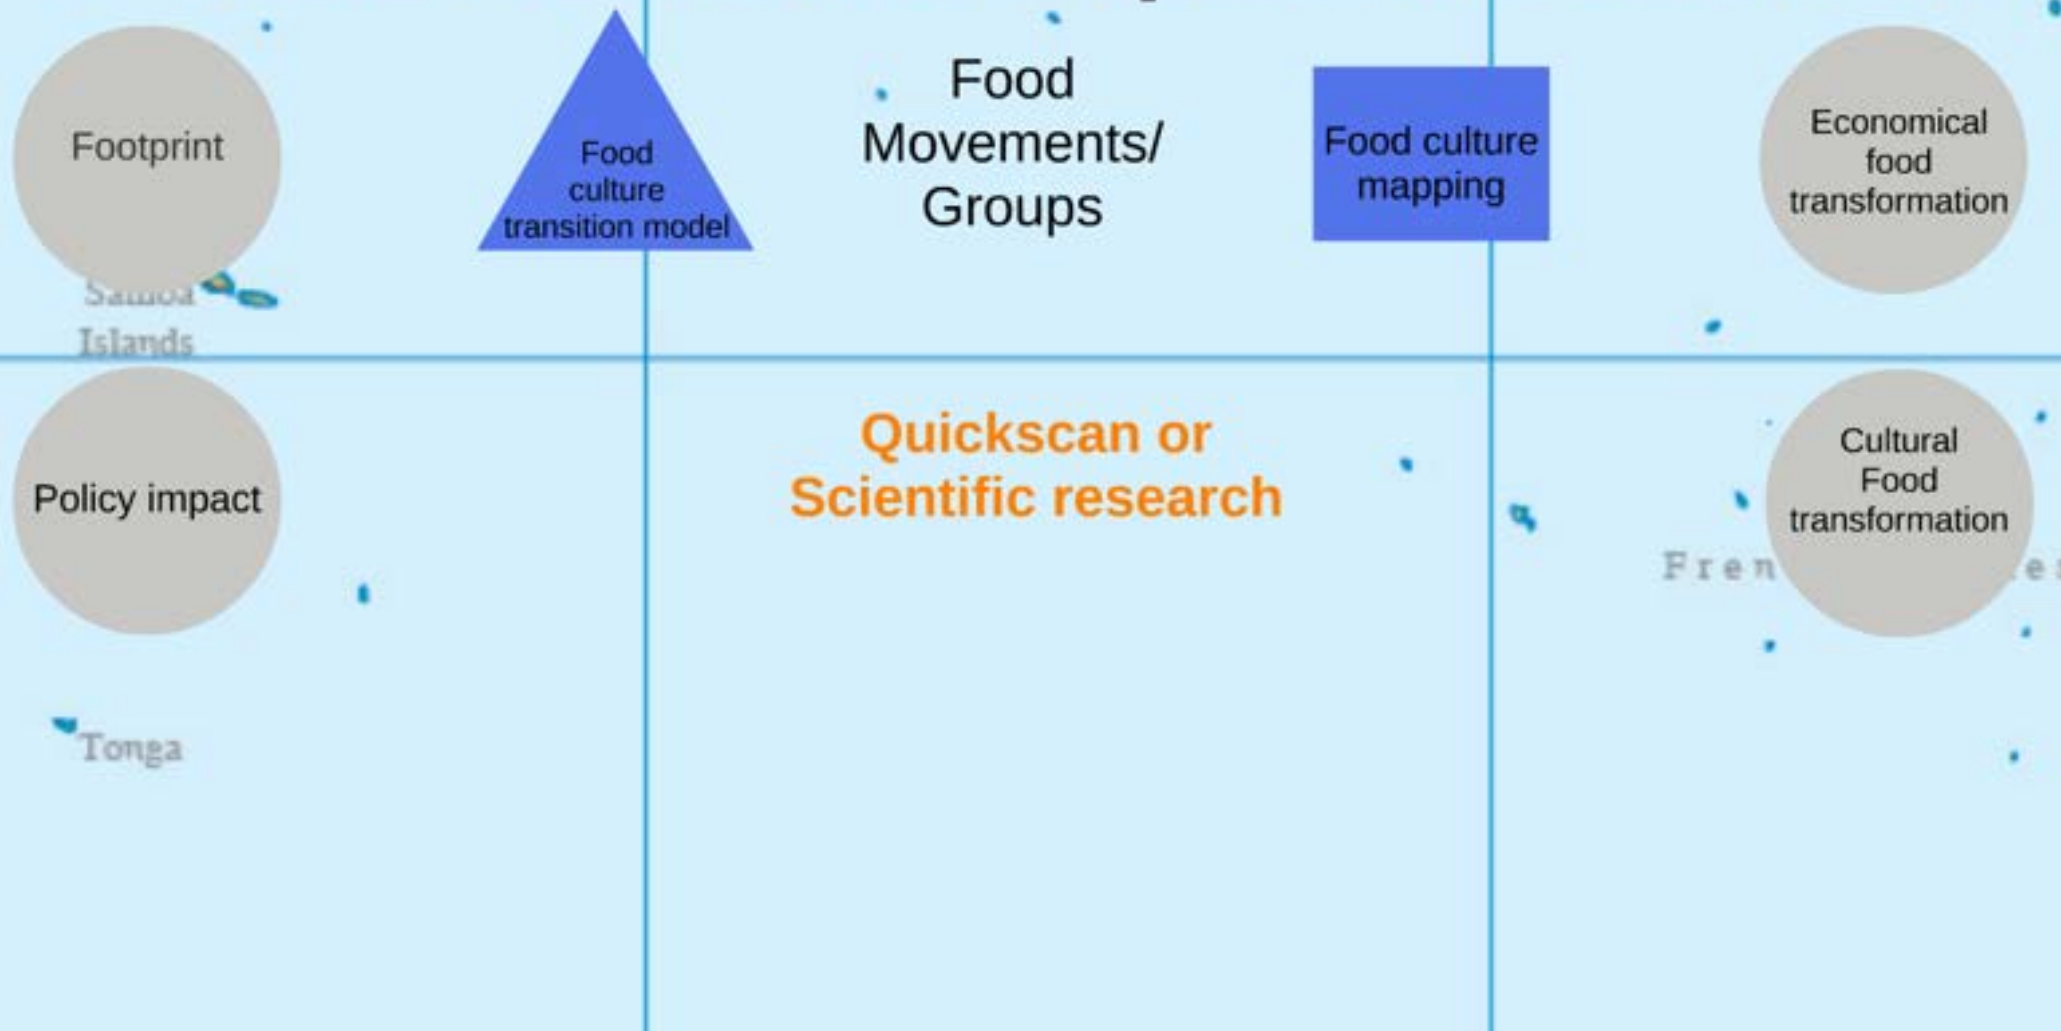 Footprint
Food
culture
transition model
Food
Movements/
Groups
Food culture
mapping
Economical
food
transformation
Samoa
Islands
Policy impact
Quickscan or
Scientific research
Cultural
Food
transformation
Tonga